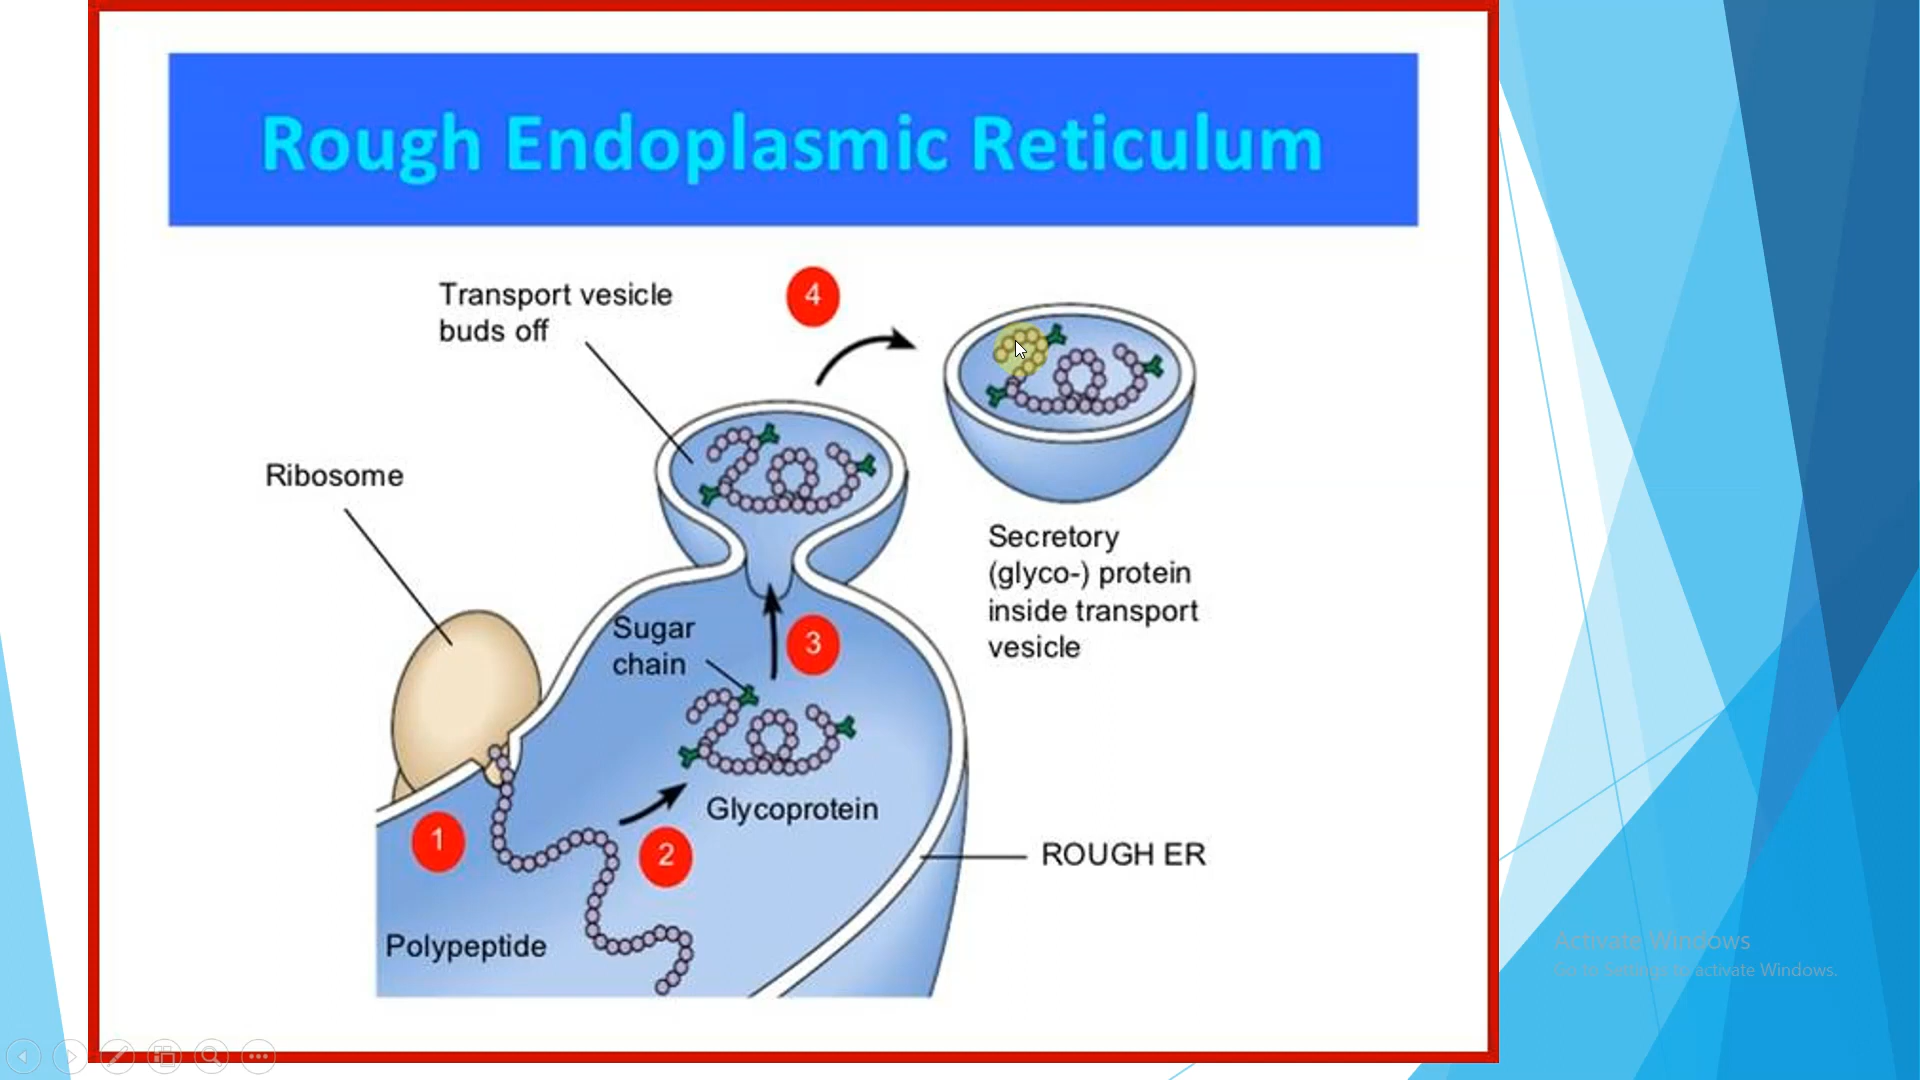 Rough Endoplasmic Reticulum
Transport vesicle
buds off
4
Ribosome
Secretory
(glyco-) protein
inside transport
vesicle
Sugar
chain
3
Glycoprotein
1
2
ROUGH ER
Polypeptide
Activate Windows
Go to Settings to activate Windows.